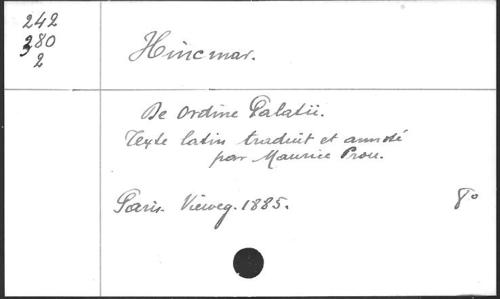 242
380
2
Hincmar.
De Ordine Palatii.
Texte latin traduit et annoté
par Maurice Prou.
Paris. Vieweg. 1885. 8°